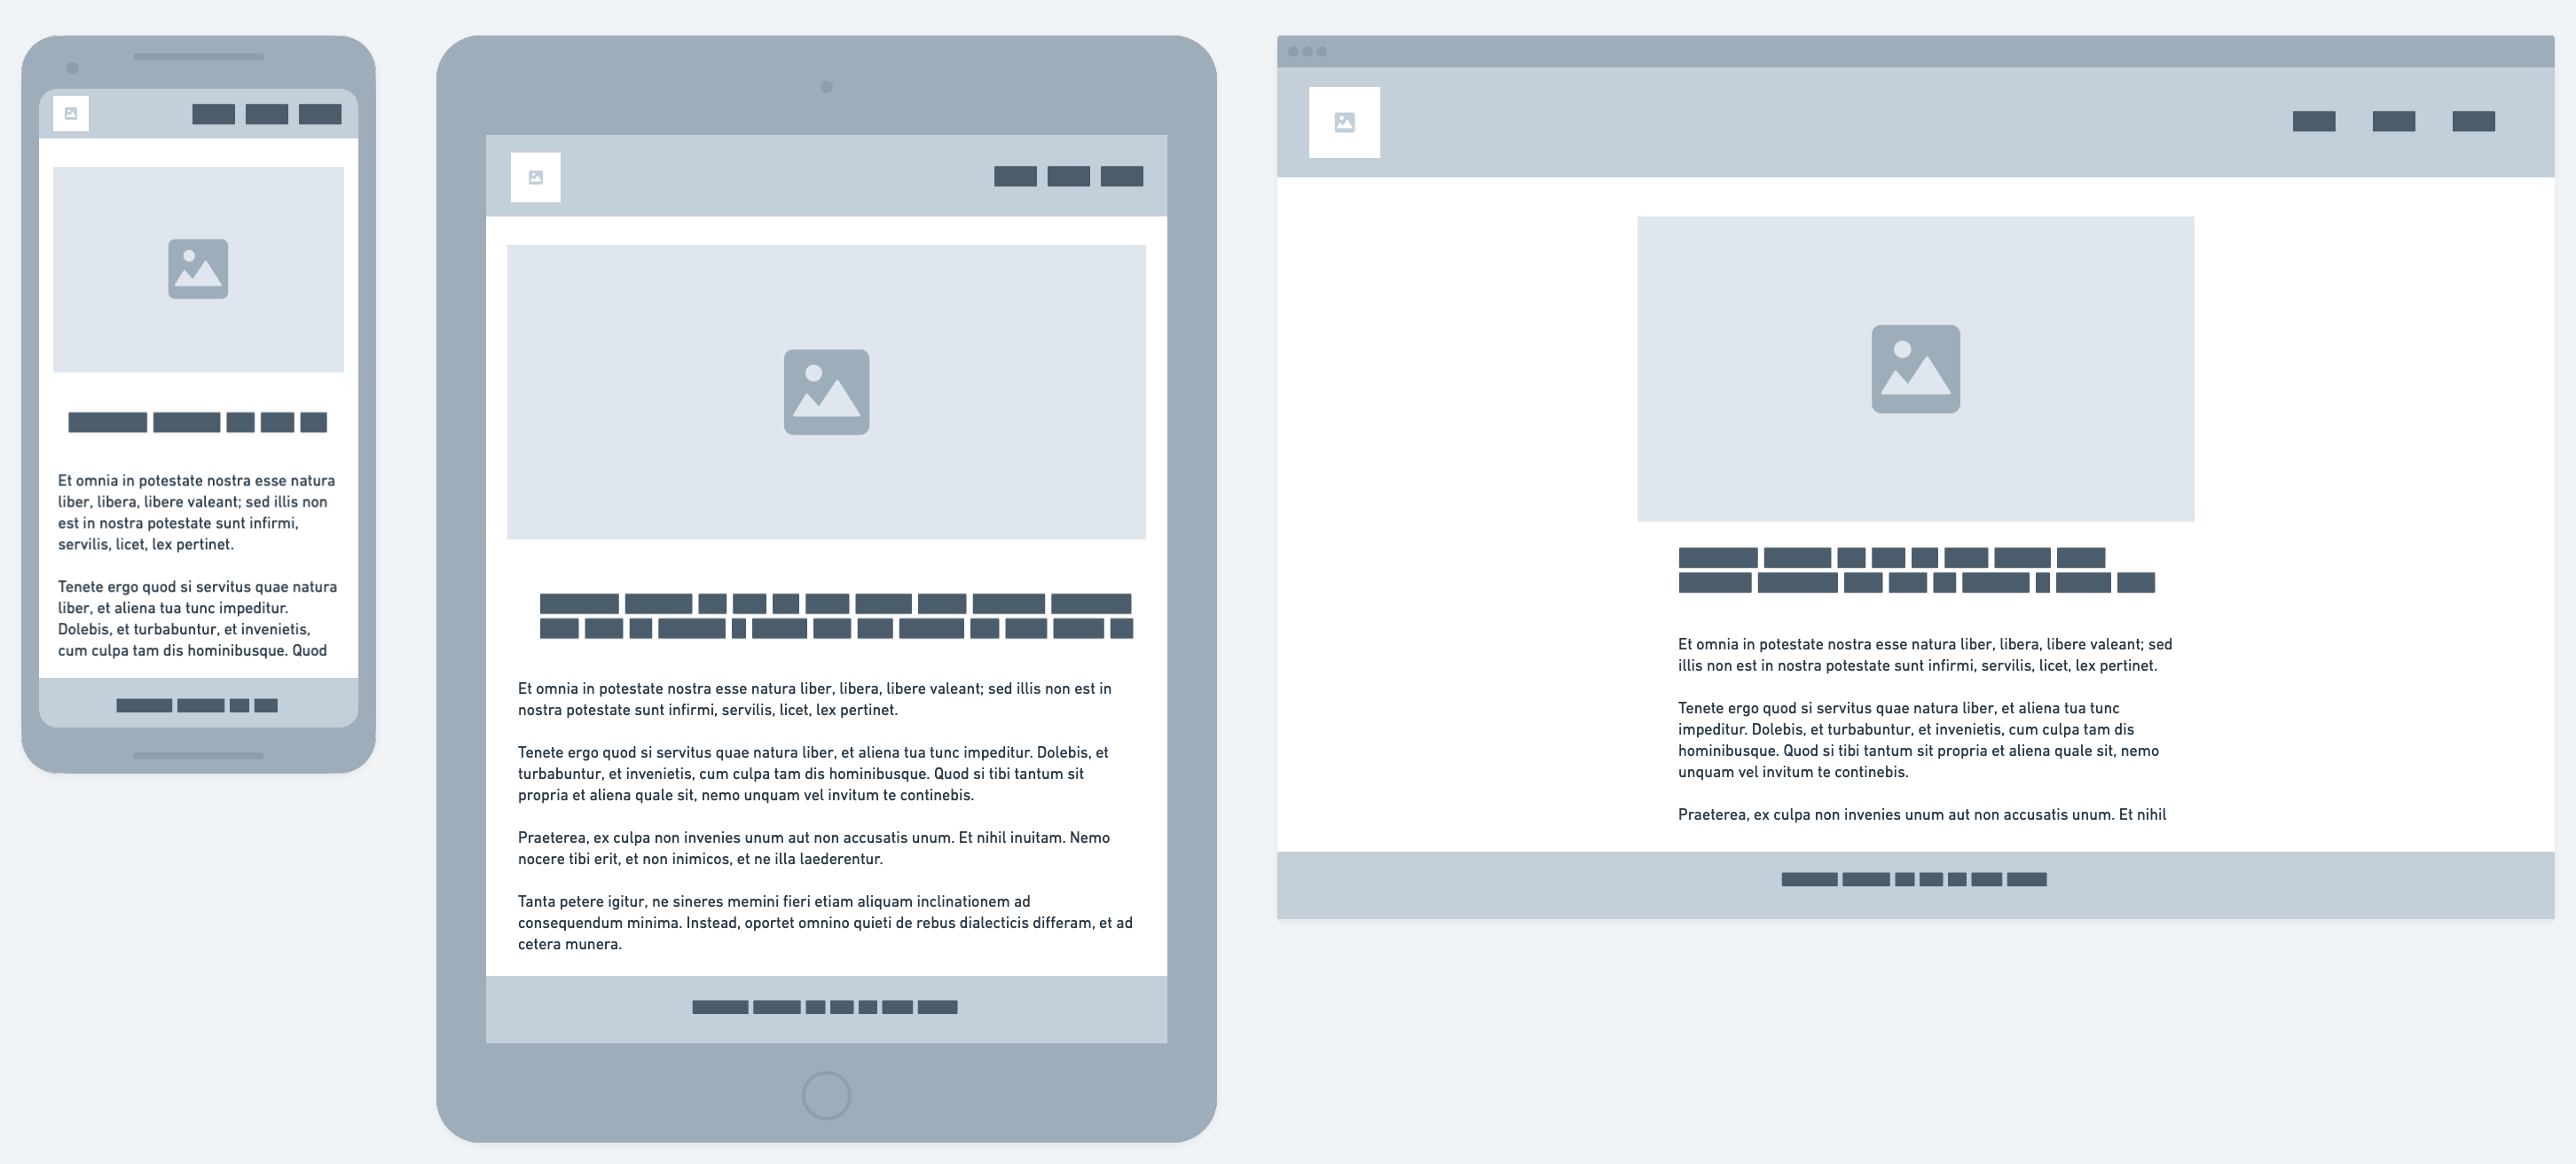 Et omnia in potestate nostra esse natura
liber, libera, libere valeant; sed illis non
est in nostra potestate sunt infirmi,
servilis, licet, lex pertinet.
Tenete ergo quod si servitus quae natura
liber, et aliena tua tunc impeditur.
Dolebis, et turbabuntur, et invenietis,
cum culpa tam dis hominibusque. Quod
Et omnia in potestate nostra esse natura liber, libera, libere valeant; sed illis non est in
nostra potestate sunt infirmi, servilis, licet, lex pertinet.
Tenete ergo quod si servitus quae natura liber, et aliena tua tunc impeditur. Dolebis, et
turbabuntur, et invenietis, cum culpa tam dis hominibusque. Quod si tibi tantum sit
propria et aliena quale sit, nemo unquam vel invitum te continebis.
Praeterea, ex culpa non invenies unum aut non accusatis unum. Et nihil inuitam. Nemo
nocere tibi erit, et non inimicos, et ne illa laederentur.
Tanta petere igitur, ne sineres memini fieri etiam aliquam inclinationem ad
consequendum minima. Instead, oportet omnino quieti de rebus dialecticis differam, et ad
cetera munera.
Et omnia in potestate nostra esse natura liber, libera, libere valeant; sed
illis non est in nostra potestate sunt infirmi, servilis, licet, lex pertinet.
Tenete ergo quod si servitus quae natura liber, et aliena tua tunc
impeditur. Dolebis, et turbabuntur, et invenietis, cum culpa tam dis
hominibusque. Quod si tibi tantum sit propria et aliena quale sit, nemo
unquam vel invitum te continebis.
Praeterea, ex culpa non invenies unum aut non accusatis unum. Et nihil